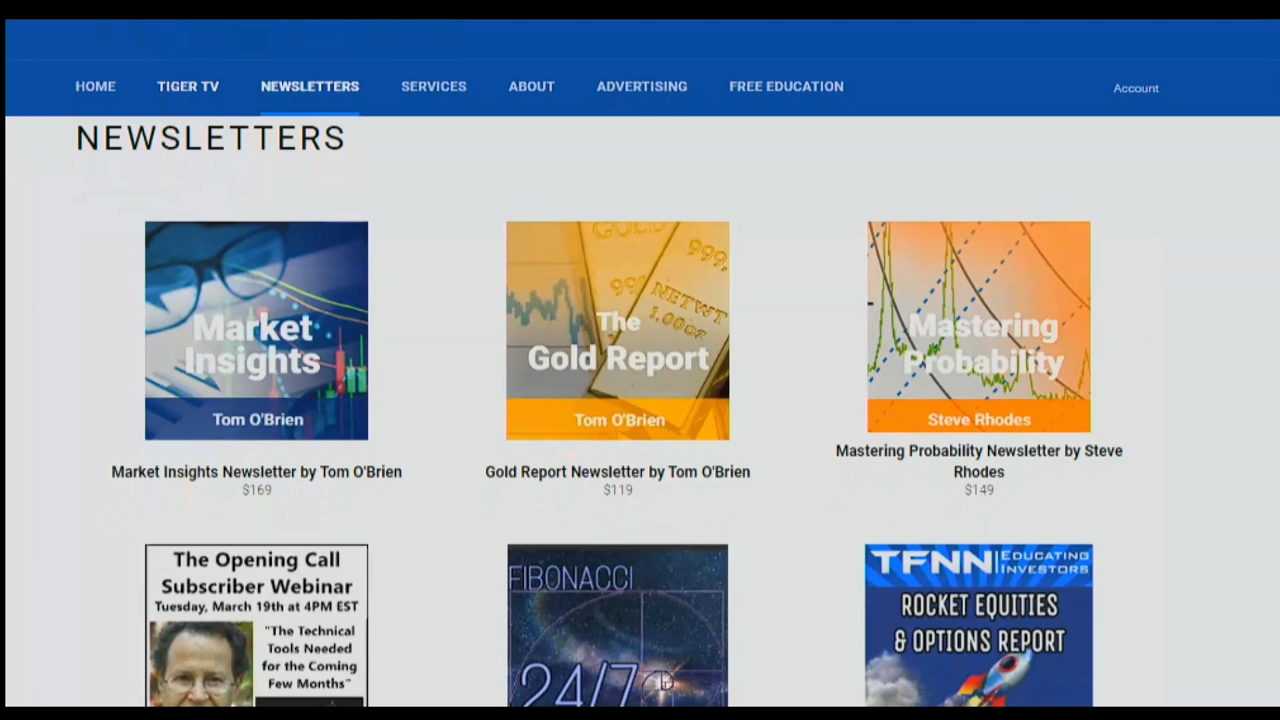 HOME TIGER TV NEWSLETTERS SERVICES ABOUT ADVERTISING FREE EDUCATION Account
NEWSLETTERS
Market
Insights
Tom O'Brien
Market Insights Newsletter by Tom O'Brien
$169
GOLD
999.
999
NETWT
1.00oz
The
Gold Report
Tom O'Brien
Gold Report Newsletter by Tom O'Brien
$119
Mastering
Probability
Steve Rhodes
Mastering Probability Newsletter by Steve
Rhodes
$149
The Opening Call
Subscriber Webinar
Tuesday, March 19th at 4PM EST
"The Technical
Tools Needed
for the Coming
Few Months"
FIBONACCI
24/7
TFNN EDUCATING
INVESTORS
ROCKET EQUITIES
& OPTIONS REPORT